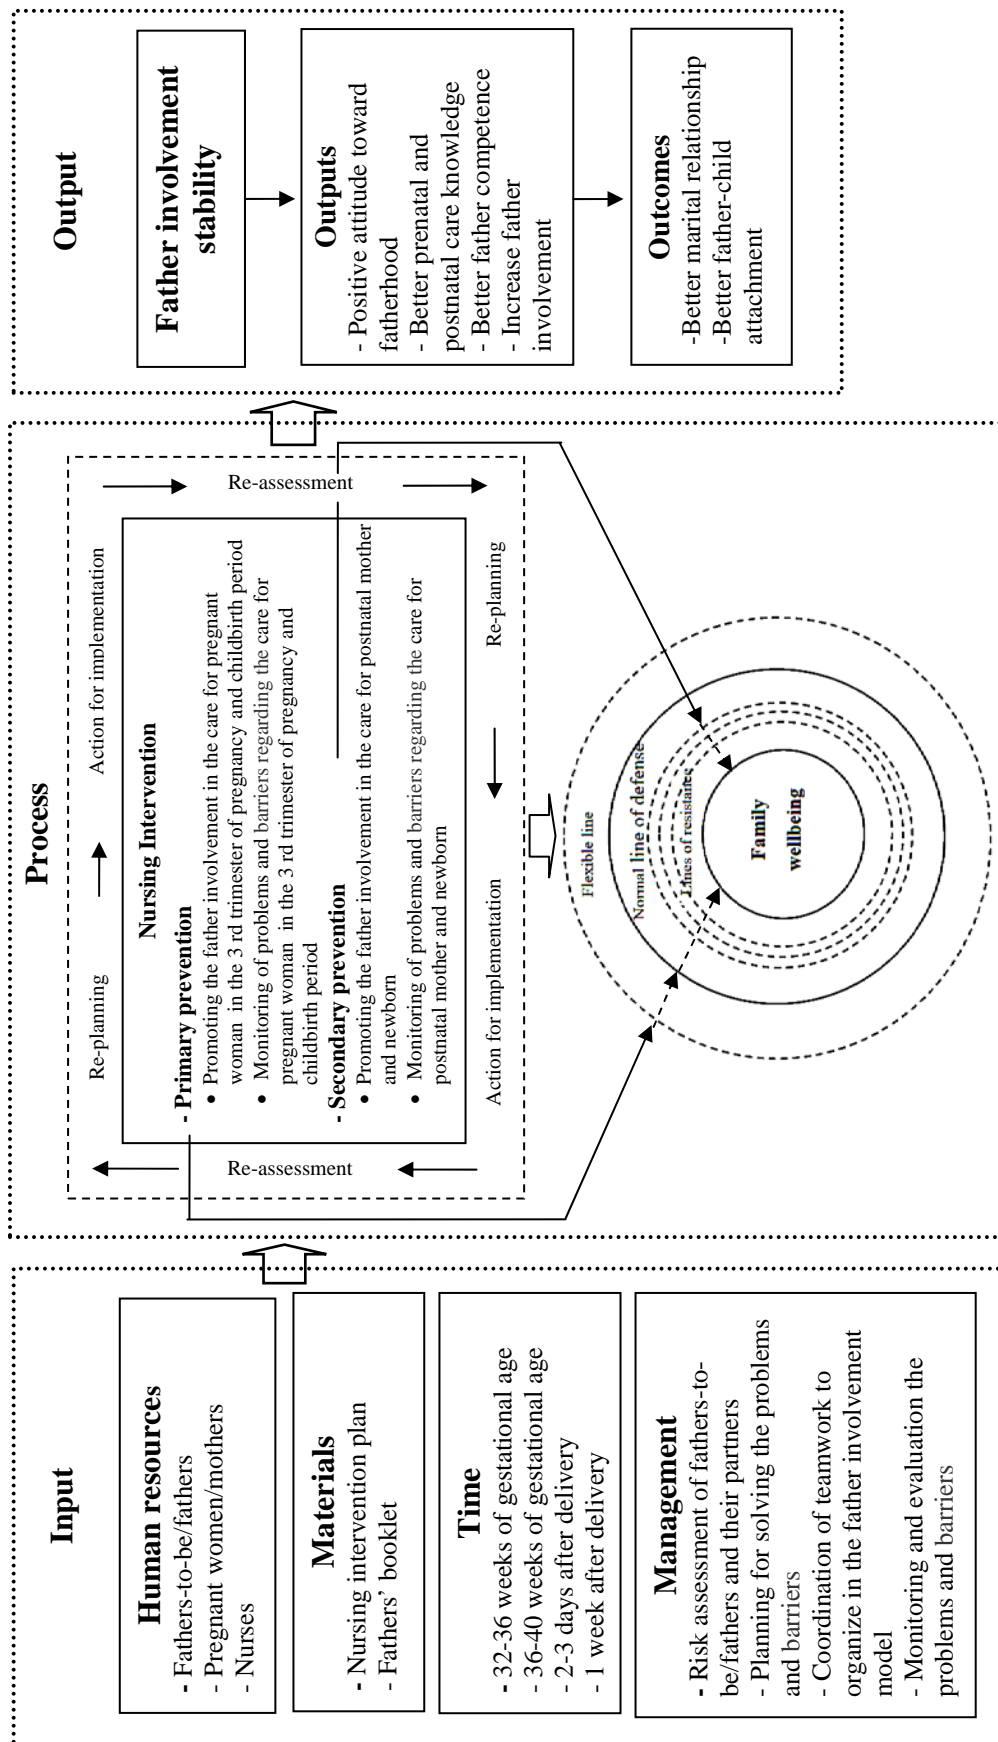 Input
Human resources
- Fathers-to-be/fathers
- Pregnant women/mothers
- Nurses
Materials
- Nursing intervention plan
- Fathers' booklet
Time
- 32-36 weeks of gestational age
- 36-40 weeks of gestational age
- 2-3 days after delivery
- 1 week after delivery
Management
- Risk assessment of fathers-to-
be/fathers and their partners
- Planning for solving the problems
and barriers
- Coordination of teamwork to
organize in the father involvement
model
- Monitoring and evaluation the
problems and barriers
Process
Re-planning
Action for implementation
Re-assessment
Re-assessment
Nursing Intervention
- Primary prevention
• Promoting the father involvement in the care for pregnant
woman in the 3 rd trimester of pregnancy and childbirth period
• Monitoring of problems and barriers regarding the care for
pregnant woman in the 3 rd trimester of pregnancy and
childbirth period
- Secondary prevention
• Promoting the father involvement in the care for postnatal mother
and newborn
• Monitoring of problems and barriers regarding the care for
postnatal mother and newborn
Action for implementation
Re-planning
Flexible line
Normal line of defense
Lines of resistance
Family
wellbeing
Output
Father involvement
stability
Outputs
- Positive attitude toward
fatherhood
- Better prenatal and
postnatal care knowledge
- Better father competence
- Increase father
involvement
Outcomes
-Better marital relationship
-Better father-child
attachment